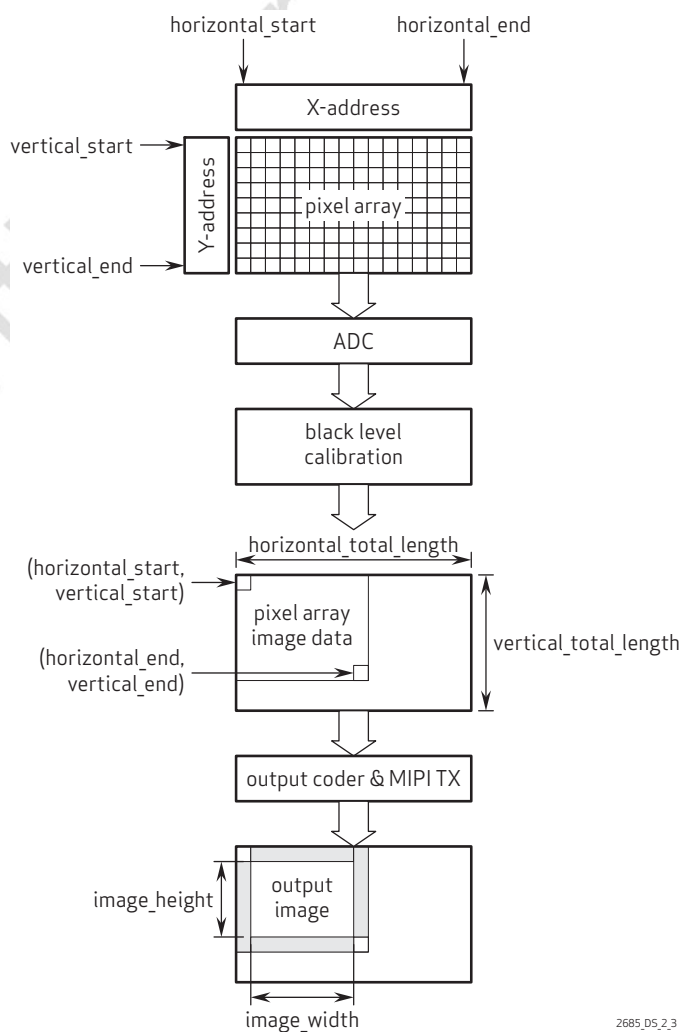 horizontal_start
horizontal_end
X-address
vertical_start
Y-address
pixel array
vertical_end
ADC
black level
calibration
horizontal_total_length
(horizontal_start,
vertical_start)
pixel array
image data
(horizontal_end,
vertical_end)
vertical_total_length
output coder & MIPI TX
image_height
output
image
image_width
2685_DS_2_3